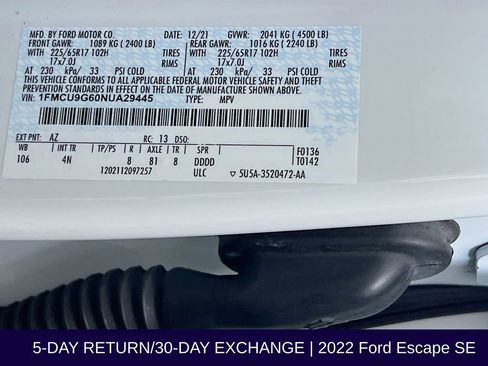 MFD. BY FORD MOTOR CO. 12/21 GVWR: 2041 KG ( 4500 LB)
FRONT GAWR: 1089 KG ( 2400 LB) REAR GAWR: 1016 KG ( 2240 LB)
WITH 225/65R17 102H TIRES WITH 225/65R17 102H TIRES
17x7.0J RIMS 17x7.0J RIMS
AT 230 kPa/ 33 PSI COLD AT 230 kPa/ 33 PSI COLD
THIS VEHICLE CONFORMS TO ALL APPLICABLE FEDERAL MOTOR VEHICLE SAFETY AND THEFT
PREVENTION STANDARDS IN EFFECT ON THE DATE OF MANUFACTURE SHOWN ABOVE.
VIN: 1FMCU9G60NUA29445 TYPE: MPV
EXT PNT: AZ RC: 13 DSO: F0136
WB INT TR TP/PS R AXLE TR SPR T0142
106 4N 8 81 8 DDDD
1202112097257 ULC 5U5A-3520472-AA
5-DAY RETURN/30-DAY EXCHANGE | 2022 Ford Escape SE